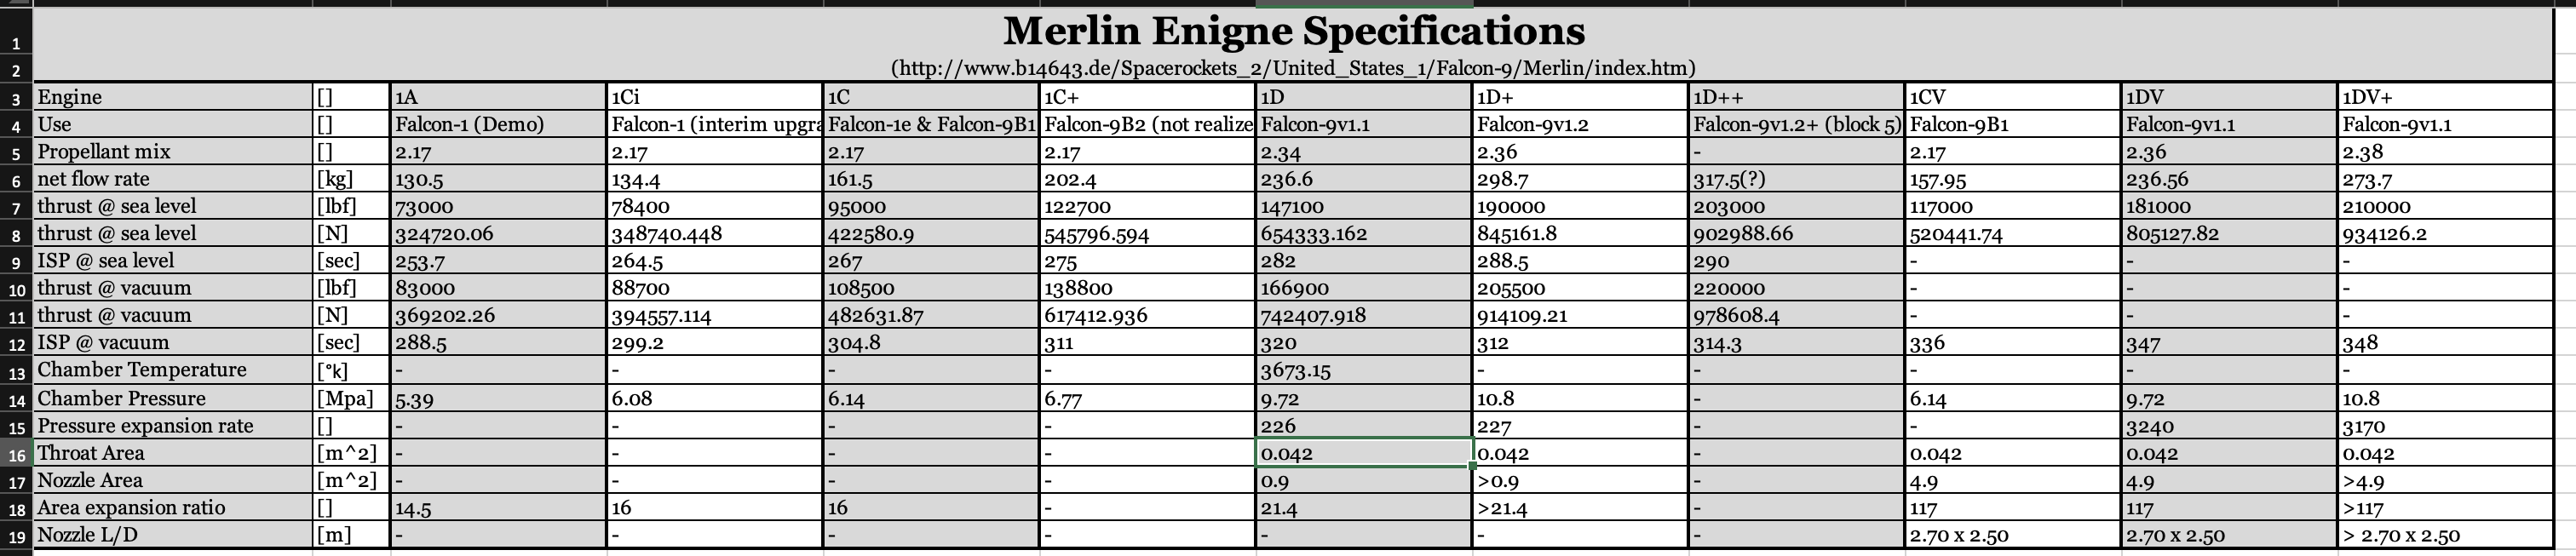 1 Merlin Enigne Specifications
2 (http://www.b14643.de/Spacerockets_2/United_States_1/Falcon-9/Merlin/index.htm)
3 Engine [] 1A 1Ci 1C 1C+ 1D 1D+ 1D++ 1CV 1DV 1DV+
4 Use [] Falcon-1 (Demo) Falcon-1 (interim upgra Falcon-1e & Falcon-9B1 Falcon-9B2 (not realize Falcon-9v1.1 Falcon-9v1.2 Falcon-9v1.2+ (block 5) Falcon-9B1 Falcon-9v1.1 Falcon-9v1.1
5 Propellant mix [] 2.17 2.17 2.17 2.17 2.34 2.36 - 2.17 2.36 2.38
6 net flow rate [kg] 130.5 134.4 161.5 202.4 236.6 298.7 317.5(?) 157.95 236.56 273.7
7 thrust @ sea level [lbf] 73000 78400 95000 122700 147100 190000 203000 117000 181000 210000
8 thrust @ sea level [N] 324720.06 348740.448 422580.9 545796.594 654333.162 845161.8 902988.66 520441.74 805127.82 934126.2
9 ISP @ sea level [sec] 253.7 264.5 267 275 282 288.5 290 - - -
10 thrust @ vacuum [lbf] 83000 88700 108500 138800 166900 205500 220000 - - -
11 thrust @ vacuum [N] 369202.26 394557.114 482631.87 617412.936 742407.918 914109.21 978608.4 - - -
12 ISP @ vacuum [sec] 288.5 299.2 304.8 311 320 312 314.3 336 347 348
13 Chamber Temperature [°k] - - - - 3673.15 - - - - -
14 Chamber Pressure [Mpa] 5.39 6.08 6.14 6.77 9.72 10.8 - 6.14 9.72 10.8
15 Pressure expansion rate [] - - - - 226 227 - - 3240 3170
16 Throat Area [m^2] - - - - 0.042 0.042 - 0.042 0.042 0.042
17 Nozzle Area [m^2] - - - - 0.9 >0.9 - 4.9 4.9 >4.9
18 Area expansion ratio [] 14.5 16 16 - 21.4 >21.4 - 117 117 >117
19 Nozzle L/D [m] - - - - - - - 2.70 x 2.50 2.70 x 2.50 > 2.70 x 2.50